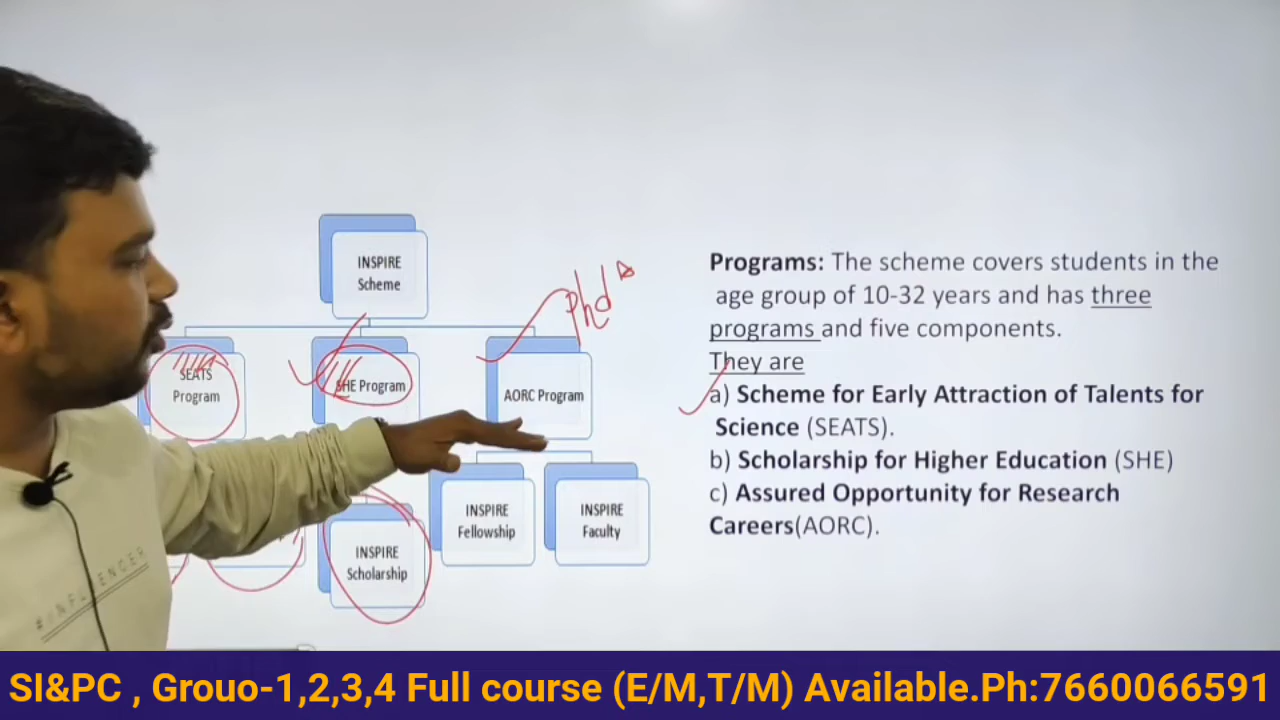 INSPIRE
Scheme
Phd
SEATS
Program
SHE Program
AORC Program
INSPIRE
Scholarship
INSPIRE
Fellowship
INSPIRE
Faculty
Programs: The scheme covers students in the
age group of 10-32 years and has three
programs and five components.
They are
a) Scheme for Early Attraction of Talents for
Science (SEATS).
b) Scholarship for Higher Education (SHE)
c) Assured Opportunity for Research
Careers(AORC).
#INFLUENCER
SI&PC , Grouo-1,2,3,4 Full course (E/M,T/M) Available.Ph:7660066591